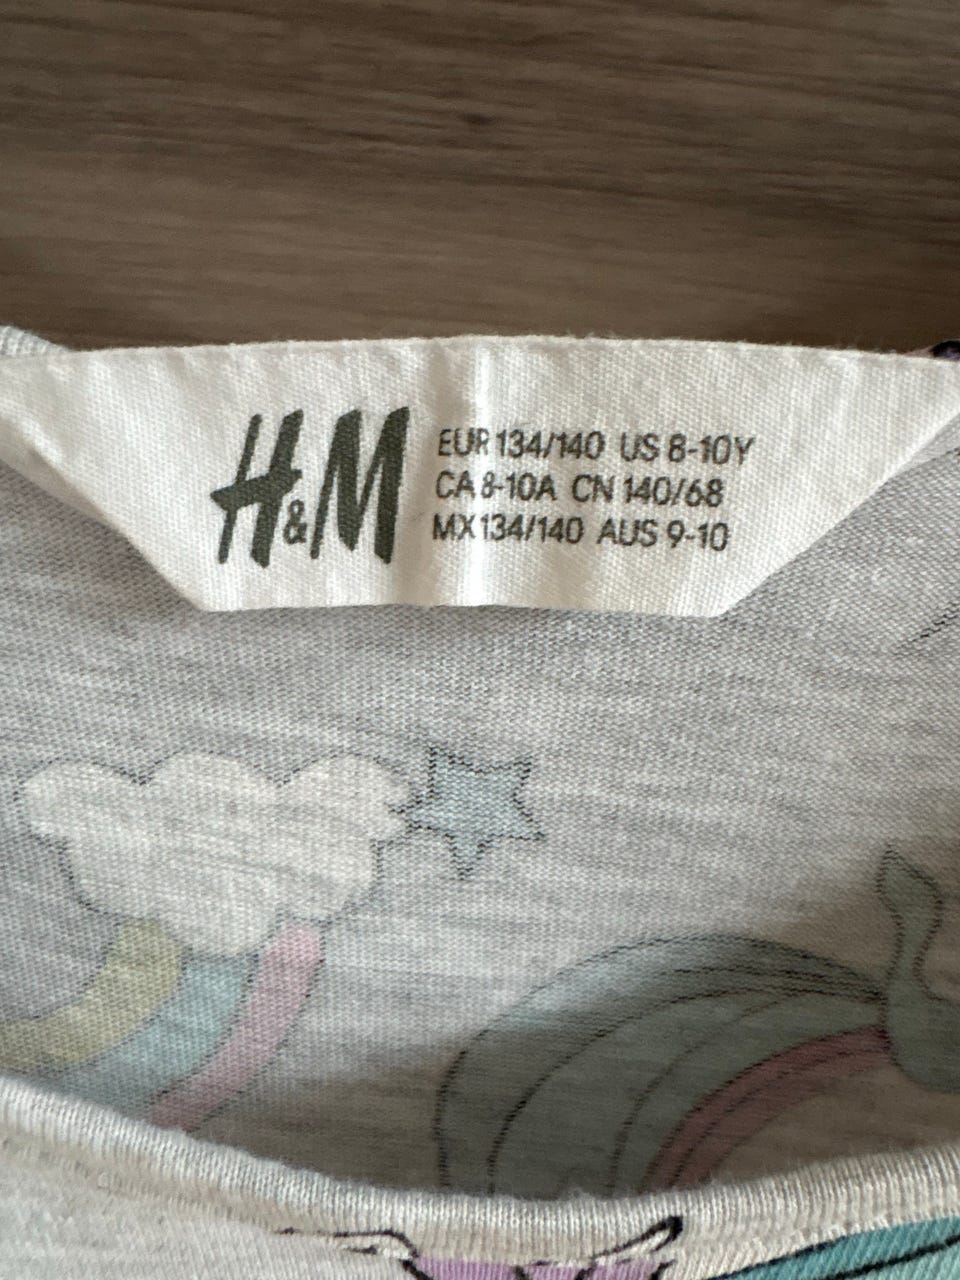 H&M
EUR 134/140 US 8-10Y
CA 8-10A CN 140/68
MX 134/140 AUS 9-10